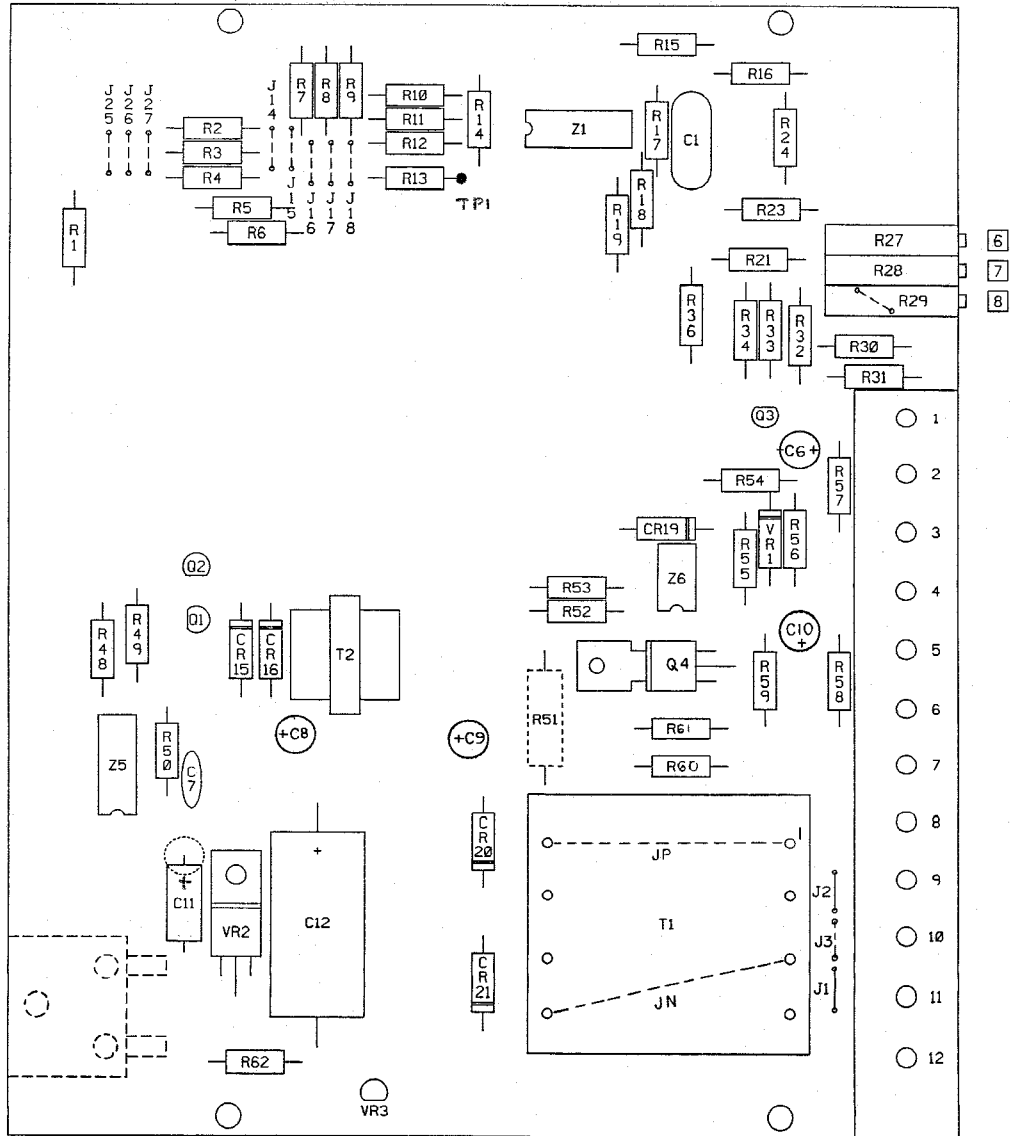 R15
R16
R7
R8
R9
R10
R11
R12
R13
R14
J25
J26
J27
J14
R2
R3
R4
R5
R6
J15
J16
J17
J18
TP1
R1
Z1
R17
C1
R24
R18
R19
R23
R21
R27
6
R28
7
R29
8
R36
R34
R33
R32
R30
R31
Q3
C6+
R54
R57
CR19
VR1
R56
R55
Z6
R53
R52
C10
+
Q4
R59
R58
R51
R61
R60
Q2
Q1
R48
R49
CR15
CR16
T2
+C8
+C9
Z5
R50
C7
+
C11
VR2
+
C12
CR20
CR21
1
JP
T1
JN
J2
J3
J1
R62
VR3
1
2
3
4
5
6
7
8
9
10
11
12